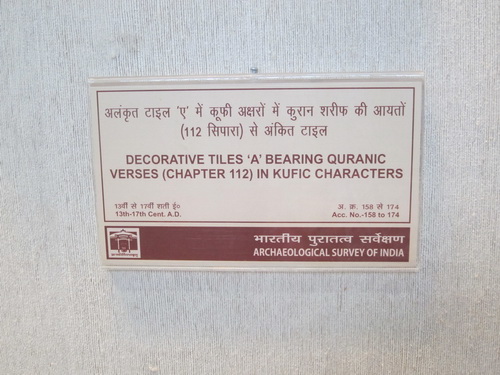 अलंकृत टाइल 'ए' में कूफी अक्षरों में कुरान शरीफ की आयतों
(112 सिपारा) से अंकित टाइल
DECORATIVE TILES 'A' BEARING QURANIC
VERSES (CHAPTER 112) IN KUFIC CHARACTERS
13वीं से 17वीं शती ई०
13th-17th Cent. A.D.
अ. क्र. 158 से 174
Acc. No.-158 to 174
भारतीय पुरातत्व सर्वेक्षण
ARCHAEOLOGICAL SURVEY OF INDIA